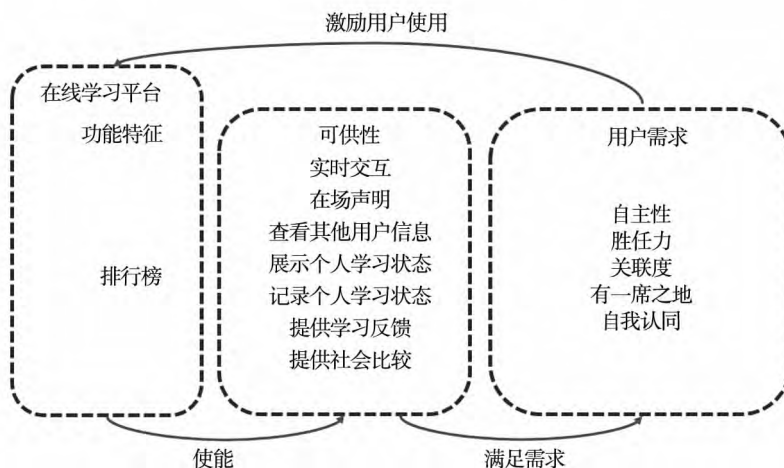 激励用户使用
在线学习平台
功能特征
排行榜
可供性
实时交互
在场声明
查看其他用户信息
展示个人学习状态
记录个人学习状态
提供学习反馈
提供社会比较
用户需求
自主性
胜任力
关联度
有一席之地
自我认同
使能
满足需求